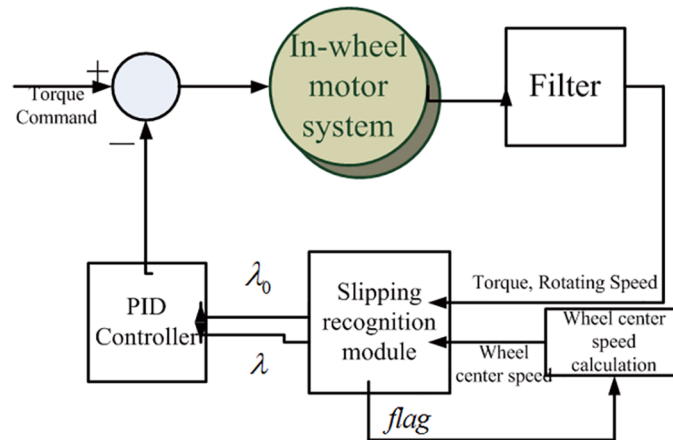 +
Torque
Command
−
In-wheel
motor
system
Filter
PID
Controller
λ₀
λ
Slipping
recognition
module
Torque, Rotating Speed
Wheel
center speed
Wheel center
speed
calculation
flag